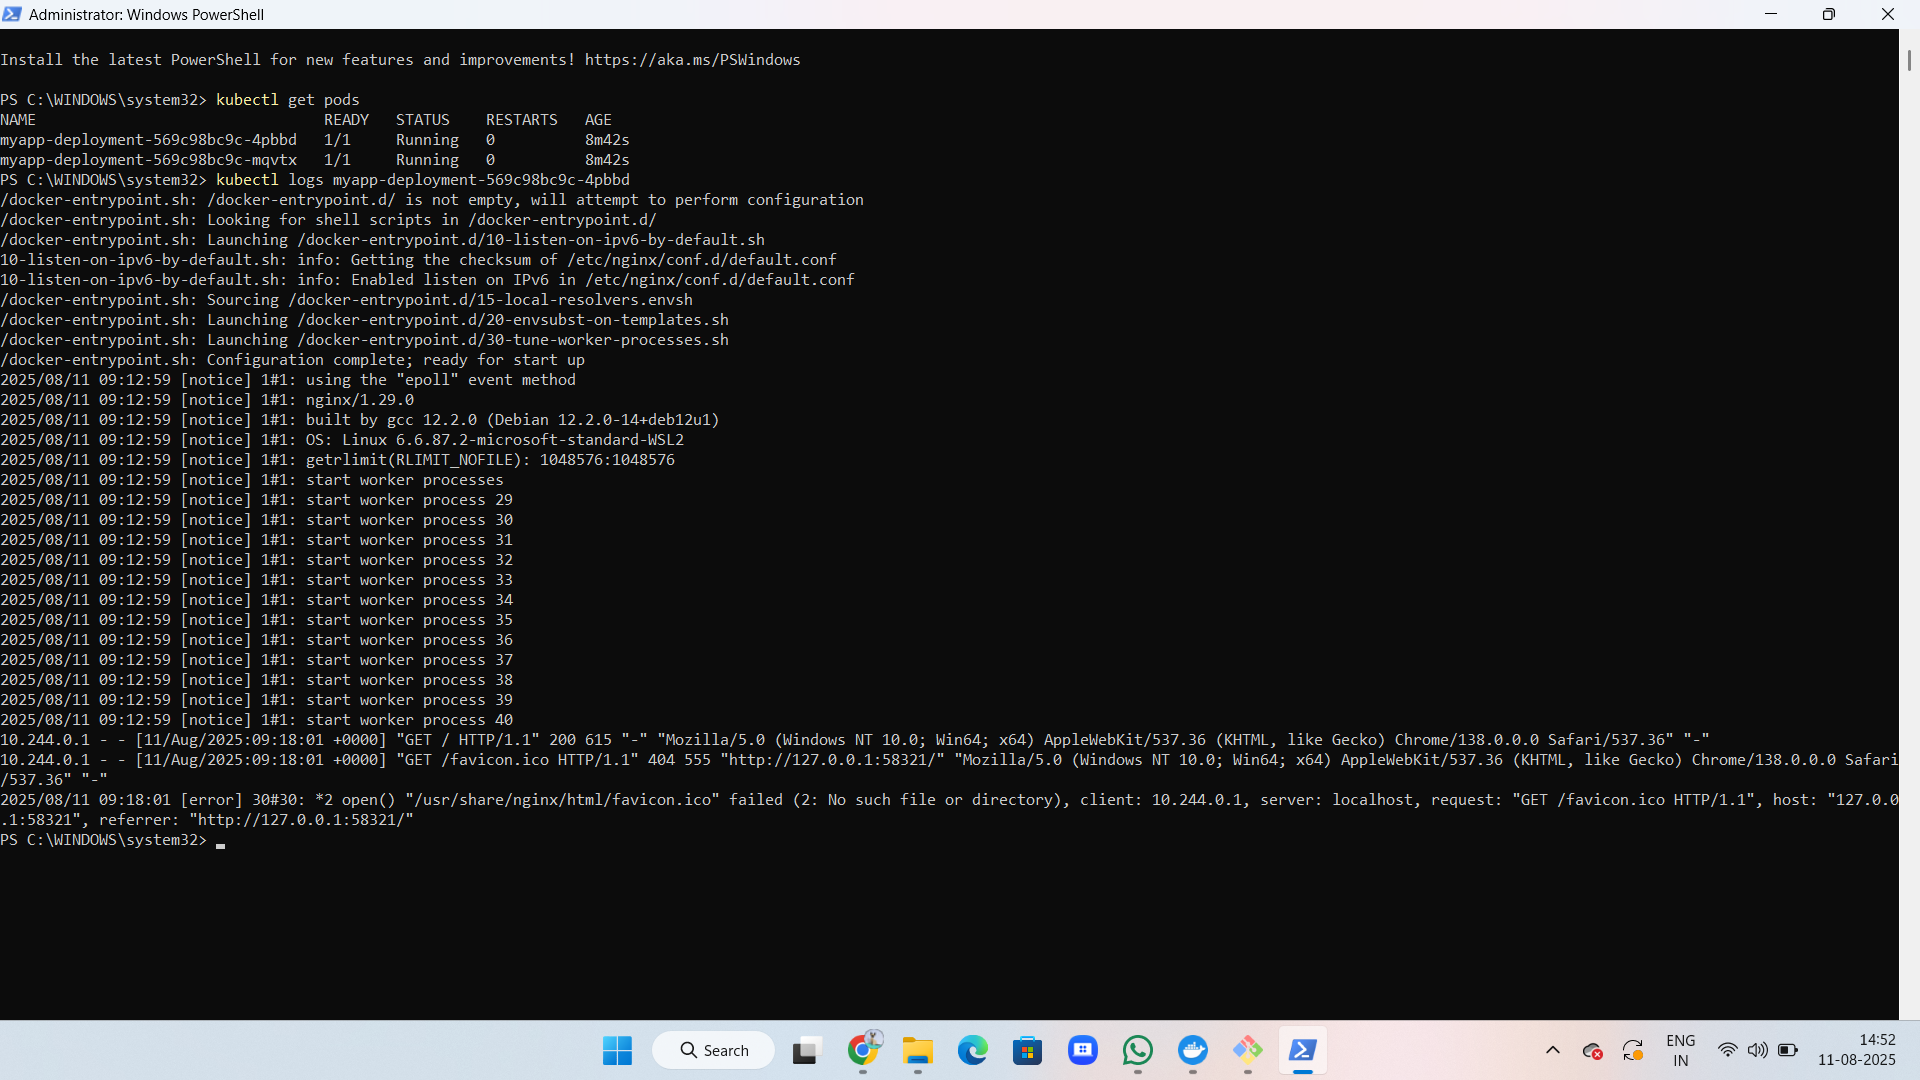 Administrator: Windows PowerShell
Install the latest PowerShell for new features and improvements! https://aka.ms/PSWindows
PS C:\WINDOWS\system32> kubectl get pods
NAME                                READY   STATUS    RESTARTS   AGE
myapp-deployment-569c98bc9c-4pbbd   1/1     Running   0          8m42s
myapp-deployment-569c98bc9c-mqvtx   1/1     Running   0          8m42s
PS C:\WINDOWS\system32> kubectl logs myapp-deployment-569c98bc9c-4pbbd
/docker-entrypoint.sh: /docker-entrypoint.d/ is not empty, will attempt to perform configuration
/docker-entrypoint.sh: Looking for shell scripts in /docker-entrypoint.d/
/docker-entrypoint.sh: Launching /docker-entrypoint.d/10-listen-on-ipv6-by-default.sh
10-listen-on-ipv6-by-default.sh: info: Getting the checksum of /etc/nginx/conf.d/default.conf
10-listen-on-ipv6-by-default.sh: info: Enabled listen on IPv6 in /etc/nginx/conf.d/default.conf
/docker-entrypoint.sh: Sourcing /docker-entrypoint.d/15-local-resolvers.envsh
/docker-entrypoint.sh: Launching /docker-entrypoint.d/20-envsubst-on-templates.sh
/docker-entrypoint.sh: Launching /docker-entrypoint.d/30-tune-worker-processes.sh
/docker-entrypoint.sh: Configuration complete; ready for start up
2025/08/11 09:12:59 [notice] 1#1: using the "epoll" event method
2025/08/11 09:12:59 [notice] 1#1: nginx/1.29.0
2025/08/11 09:12:59 [notice] 1#1: built by gcc 12.2.0 (Debian 12.2.0-14+deb12u1)
2025/08/11 09:12:59 [notice] 1#1: OS: Linux 6.6.87.2-microsoft-standard-WSL2
2025/08/11 09:12:59 [notice] 1#1: getrlimit(RLIMIT_NOFILE): 1048576:1048576
2025/08/11 09:12:59 [notice] 1#1: start worker processes
2025/08/11 09:12:59 [notice] 1#1: start worker process 29
2025/08/11 09:12:59 [notice] 1#1: start worker process 30
2025/08/11 09:12:59 [notice] 1#1: start worker process 31
2025/08/11 09:12:59 [notice] 1#1: start worker process 32
2025/08/11 09:12:59 [notice] 1#1: start worker process 33
2025/08/11 09:12:59 [notice] 1#1: start worker process 34
2025/08/11 09:12:59 [notice] 1#1: start worker process 35
2025/08/11 09:12:59 [notice] 1#1: start worker process 36
2025/08/11 09:12:59 [notice] 1#1: start worker process 37
2025/08/11 09:12:59 [notice] 1#1: start worker process 38
2025/08/11 09:12:59 [notice] 1#1: start worker process 39
2025/08/11 09:12:59 [notice] 1#1: start worker process 40
10.244.0.1 - - [11/Aug/2025:09:18:01 +0000] "GET / HTTP/1.1" 200 615 "-" "Mozilla/5.0 (Windows NT 10.0; Win64; x64) AppleWebKit/537.36 (KHTML, like Gecko) Chrome/138.0.0.0 Safari/537.36" "-"
10.244.0.1 - - [11/Aug/2025:09:18:01 +0000] "GET /favicon.ico HTTP/1.1" 404 555 "http://127.0.0.1:58321/" "Mozilla/5.0 (Windows NT 10.0; Win64; x64) AppleWebKit/537.36 (KHTML, like Gecko) Chrome/138.0.0.0 Safari
/537.36" "-"
2025/08/11 09:18:01 [error] 30#30: *2 open() "/usr/share/nginx/html/favicon.ico" failed (2: No such file or directory), client: 10.244.0.1, server: localhost, request: "GET /favicon.ico HTTP/1.1", host: "127.0.0
.1:58321", referrer: "http://127.0.0.1:58321/"
PS C:\WINDOWS\system32>
Search
ENG
IN
14:52
11-08-2025